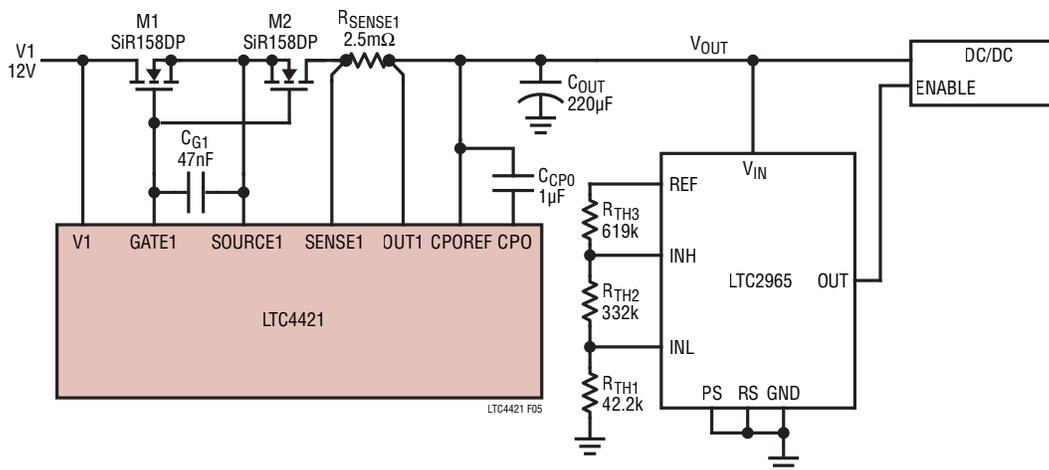 M1
SiR158DP
M2
SiR158DP
RSENSE1
2.5mΩ
V1
12V
VOUT
DC/DC
ENABLE
COUT
220µF
CG1
47nF
CCPO
1µF
V1
GATE1
SOURCE1
SENSE1
OUT1
CPOREF
CPO
LTC4421
LTC4421 F05
VIN
REF
RTH3
619k
INH
LTC2965
OUT
RTH2
332k
INL
RTH1
42.2k
PS
RS
GND